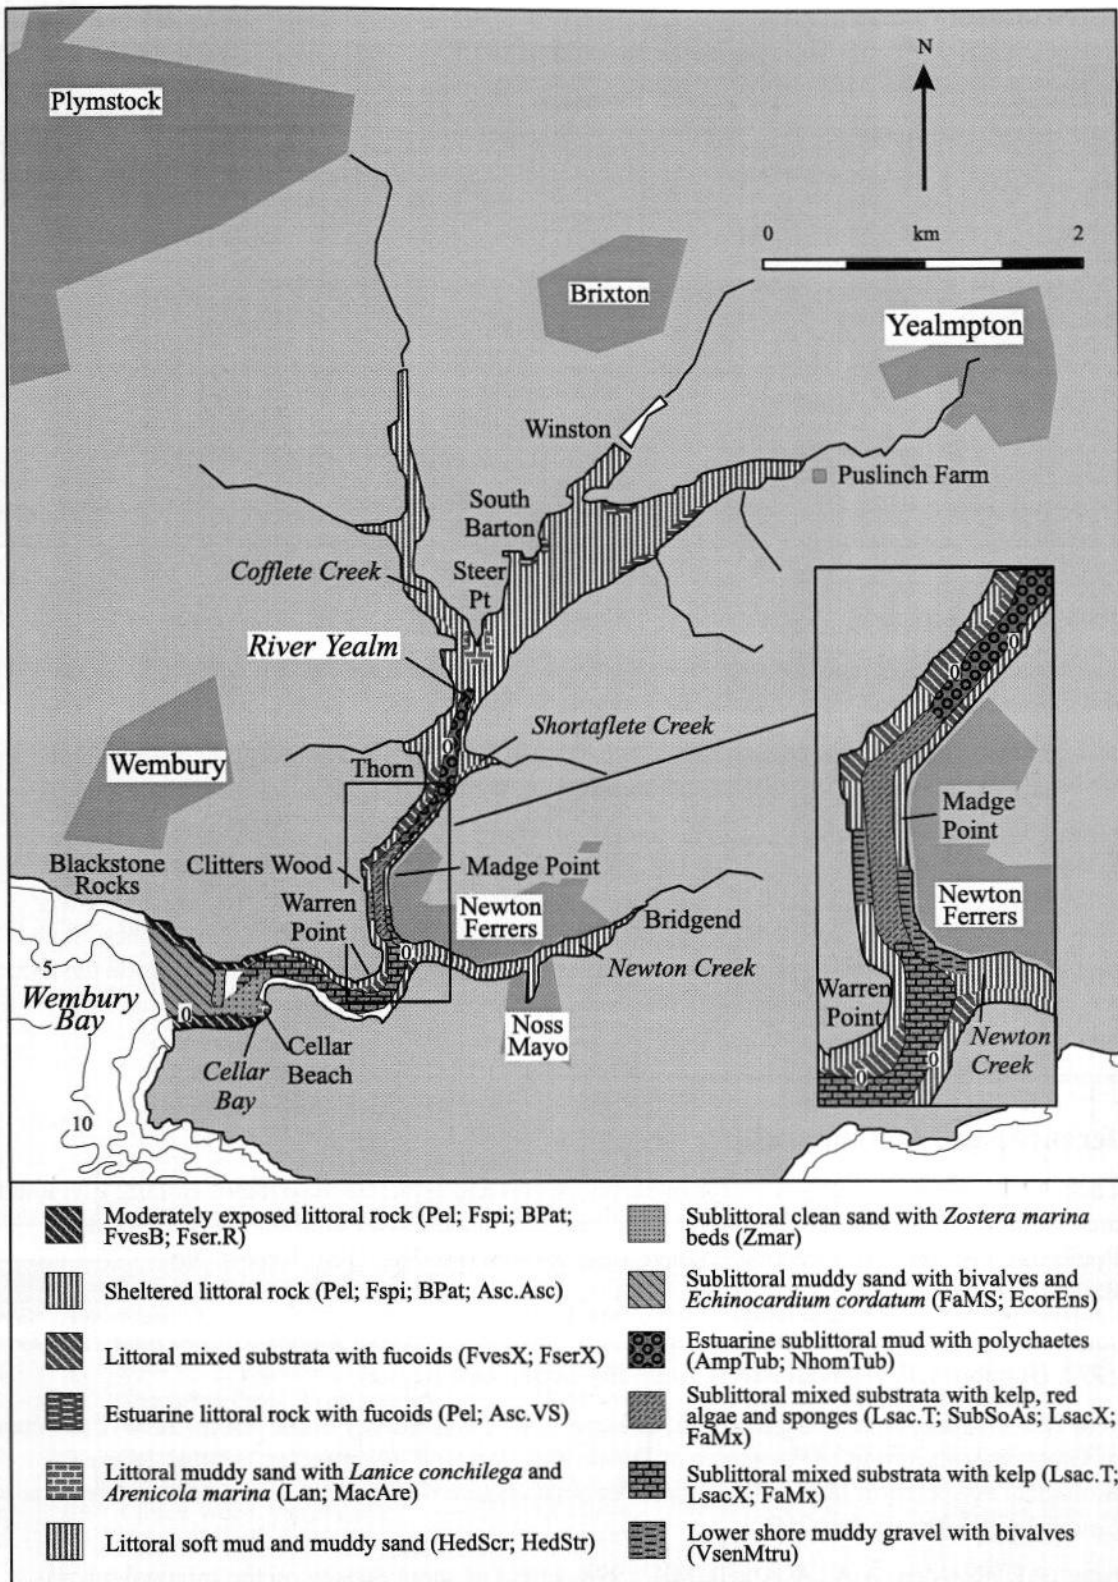 Plymstock
N
0 km 2
Brixton
Yealmpton
Winston
Puslinch Farm
South
Barton
Cofflete Creek
Steer
Pt
River Yealm
0
Shortaflete Creek
Wembury
Thorn
0
0
Madge
Point
Blackstone
Rocks
Clitters Wood
Madge Point
Warren
Point
Newton
Ferrers
Bridgend
Newton
Ferrers
5
0
Newton Creek
Wembury
Bay
0
Warren
Point
Noss
Mayo
Cellar
Beach
Cellar
Bay
Newton
Creek
0
0
10
Moderately exposed littoral rock (Pel; Fspi; BPat;
FvesB; Fser.R)
Sheltered littoral rock (Pel; Fspi; BPat; Asc.Asc)
Littoral mixed substrata with fucoids (FvesX; FserX)
Estuarine littoral rock with fucoids (Pel; Asc.VS)
Littoral muddy sand with Lanice conchilega and
Arenicola marina (Lan; MacAre)
Littoral soft mud and muddy sand (HedScr; HedStr)
Sublittoral clean sand with Zostera marina
beds (Zmar)
Sublittoral muddy sand with bivalves and
Echinocardium cordatum (FaMS; EcorEns)
Estuarine sublittoral mud with polychaetes
(AmpTub; NhomTub)
Sublittoral mixed substrata with kelp, red
algae and sponges (Lsac.T; SubSoAs; LsacX;
FaMx)
Sublittoral mixed substrata with kelp (Lsac.T;
LsacX; FaMx)
Lower shore muddy gravel with bivalves
(VsenMtru)